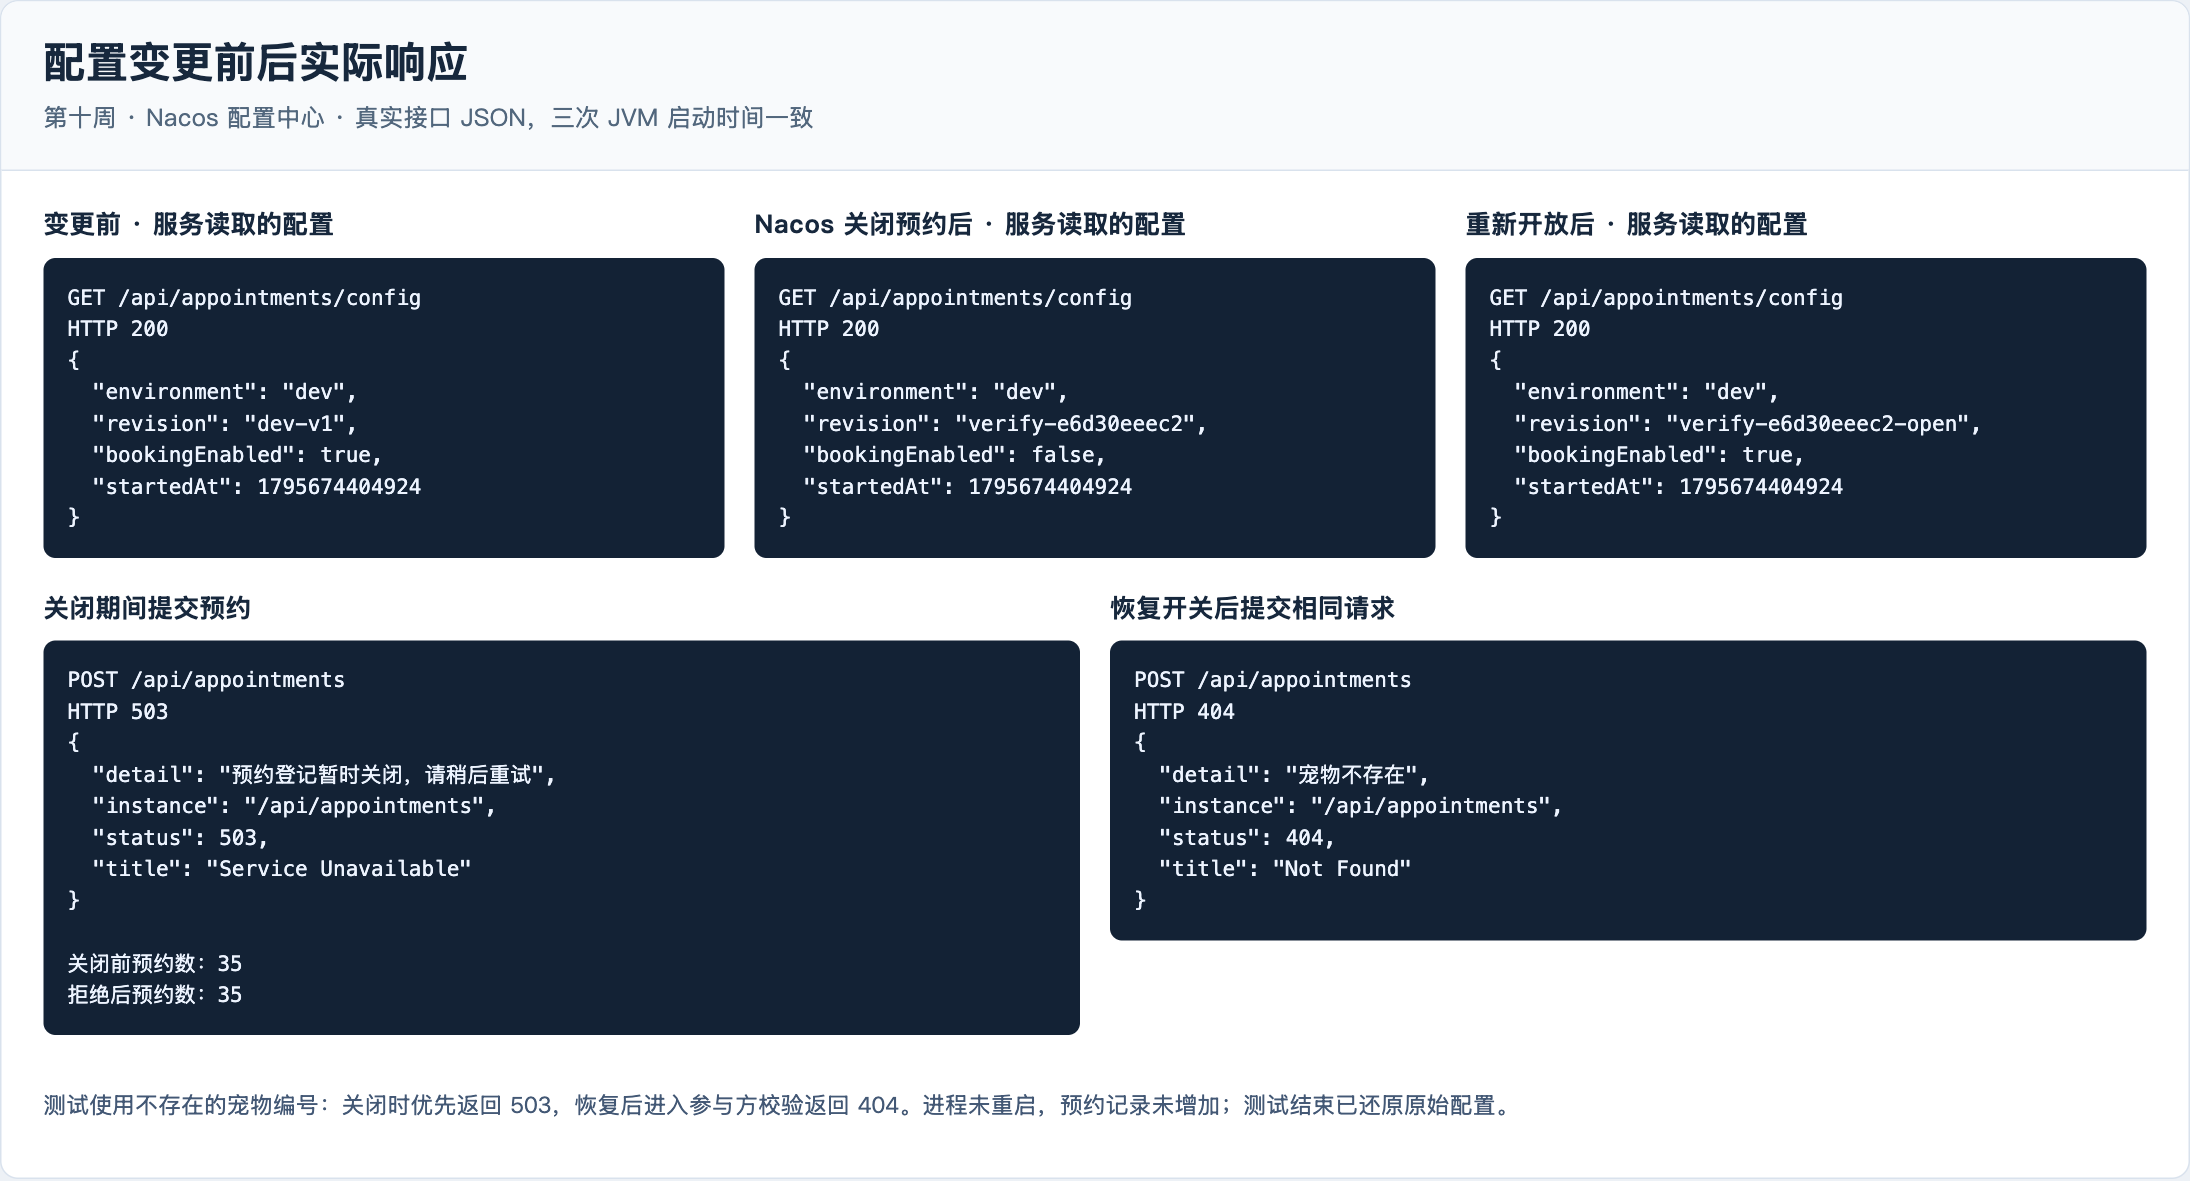 配置变更前后实际响应
第十周 · Nacos 配置中心 · 真实接口 JSON，三次 JVM 启动时间一致
变更前 · 服务读取的配置
GET /api/appointments/config
HTTP 200
{
  "environment": "dev",
  "revision": "dev-v1",
  "bookingEnabled": true,
  "startedAt": 1795674404924
}
Nacos 关闭预约后 · 服务读取的配置
GET /api/appointments/config
HTTP 200
{
  "environment": "dev",
  "revision": "verify-e6d30eeec2",
  "bookingEnabled": false,
  "startedAt": 1795674404924
}
重新开放后 · 服务读取的配置
GET /api/appointments/config
HTTP 200
{
  "environment": "dev",
  "revision": "verify-e6d30eeec2-open",
  "bookingEnabled": true,
  "startedAt": 1795674404924
}
关闭期间提交预约
POST /api/appointments
HTTP 503
{
  "detail": "预约登记暂时关闭，请稍后重试",
  "instance": "/api/appointments",
  "status": 503,
  "title": "Service Unavailable"
}
关闭前预约数：35
拒绝后预约数：35
恢复开关后提交相同请求
POST /api/appointments
HTTP 404
{
  "detail": "宠物不存在",
  "instance": "/api/appointments",
  "status": 404,
  "title": "Not Found"
}
测试使用不存在的宠物编号：关闭时优先返回 503，恢复后进入参与方校验返回 404。进程未重启，预约记录未增加；测试结束已还原原始配置。